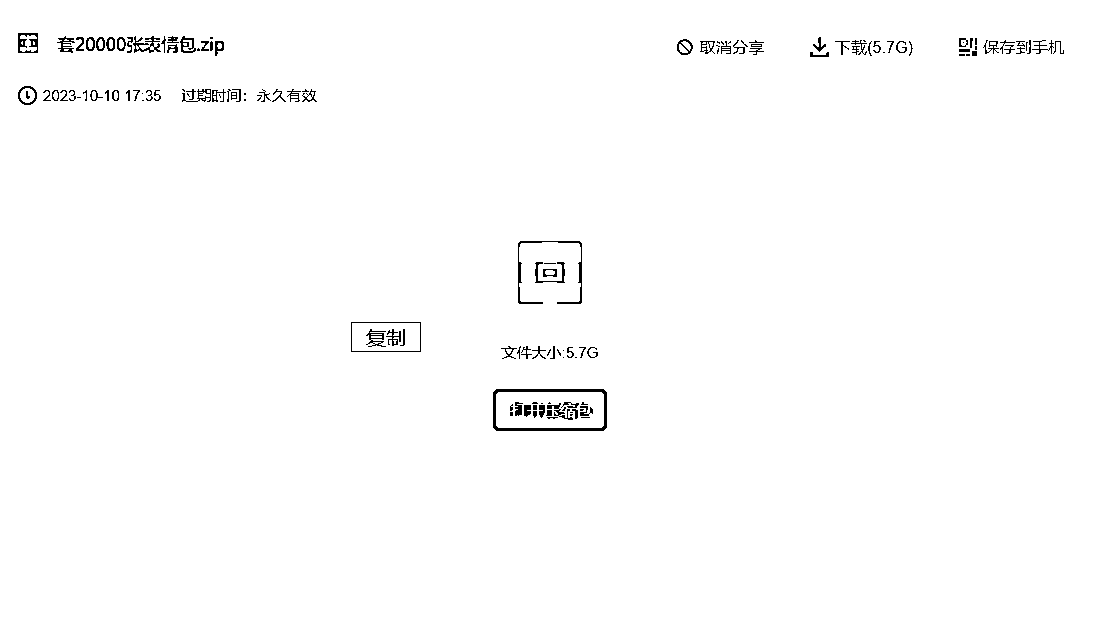 套20000张表情包.zip
取消分享
下载(5.7G)
保存到手机
2023-10-10 17:35 过期时间：永久有效
复制
文件大小:5.7G
打开压缩包